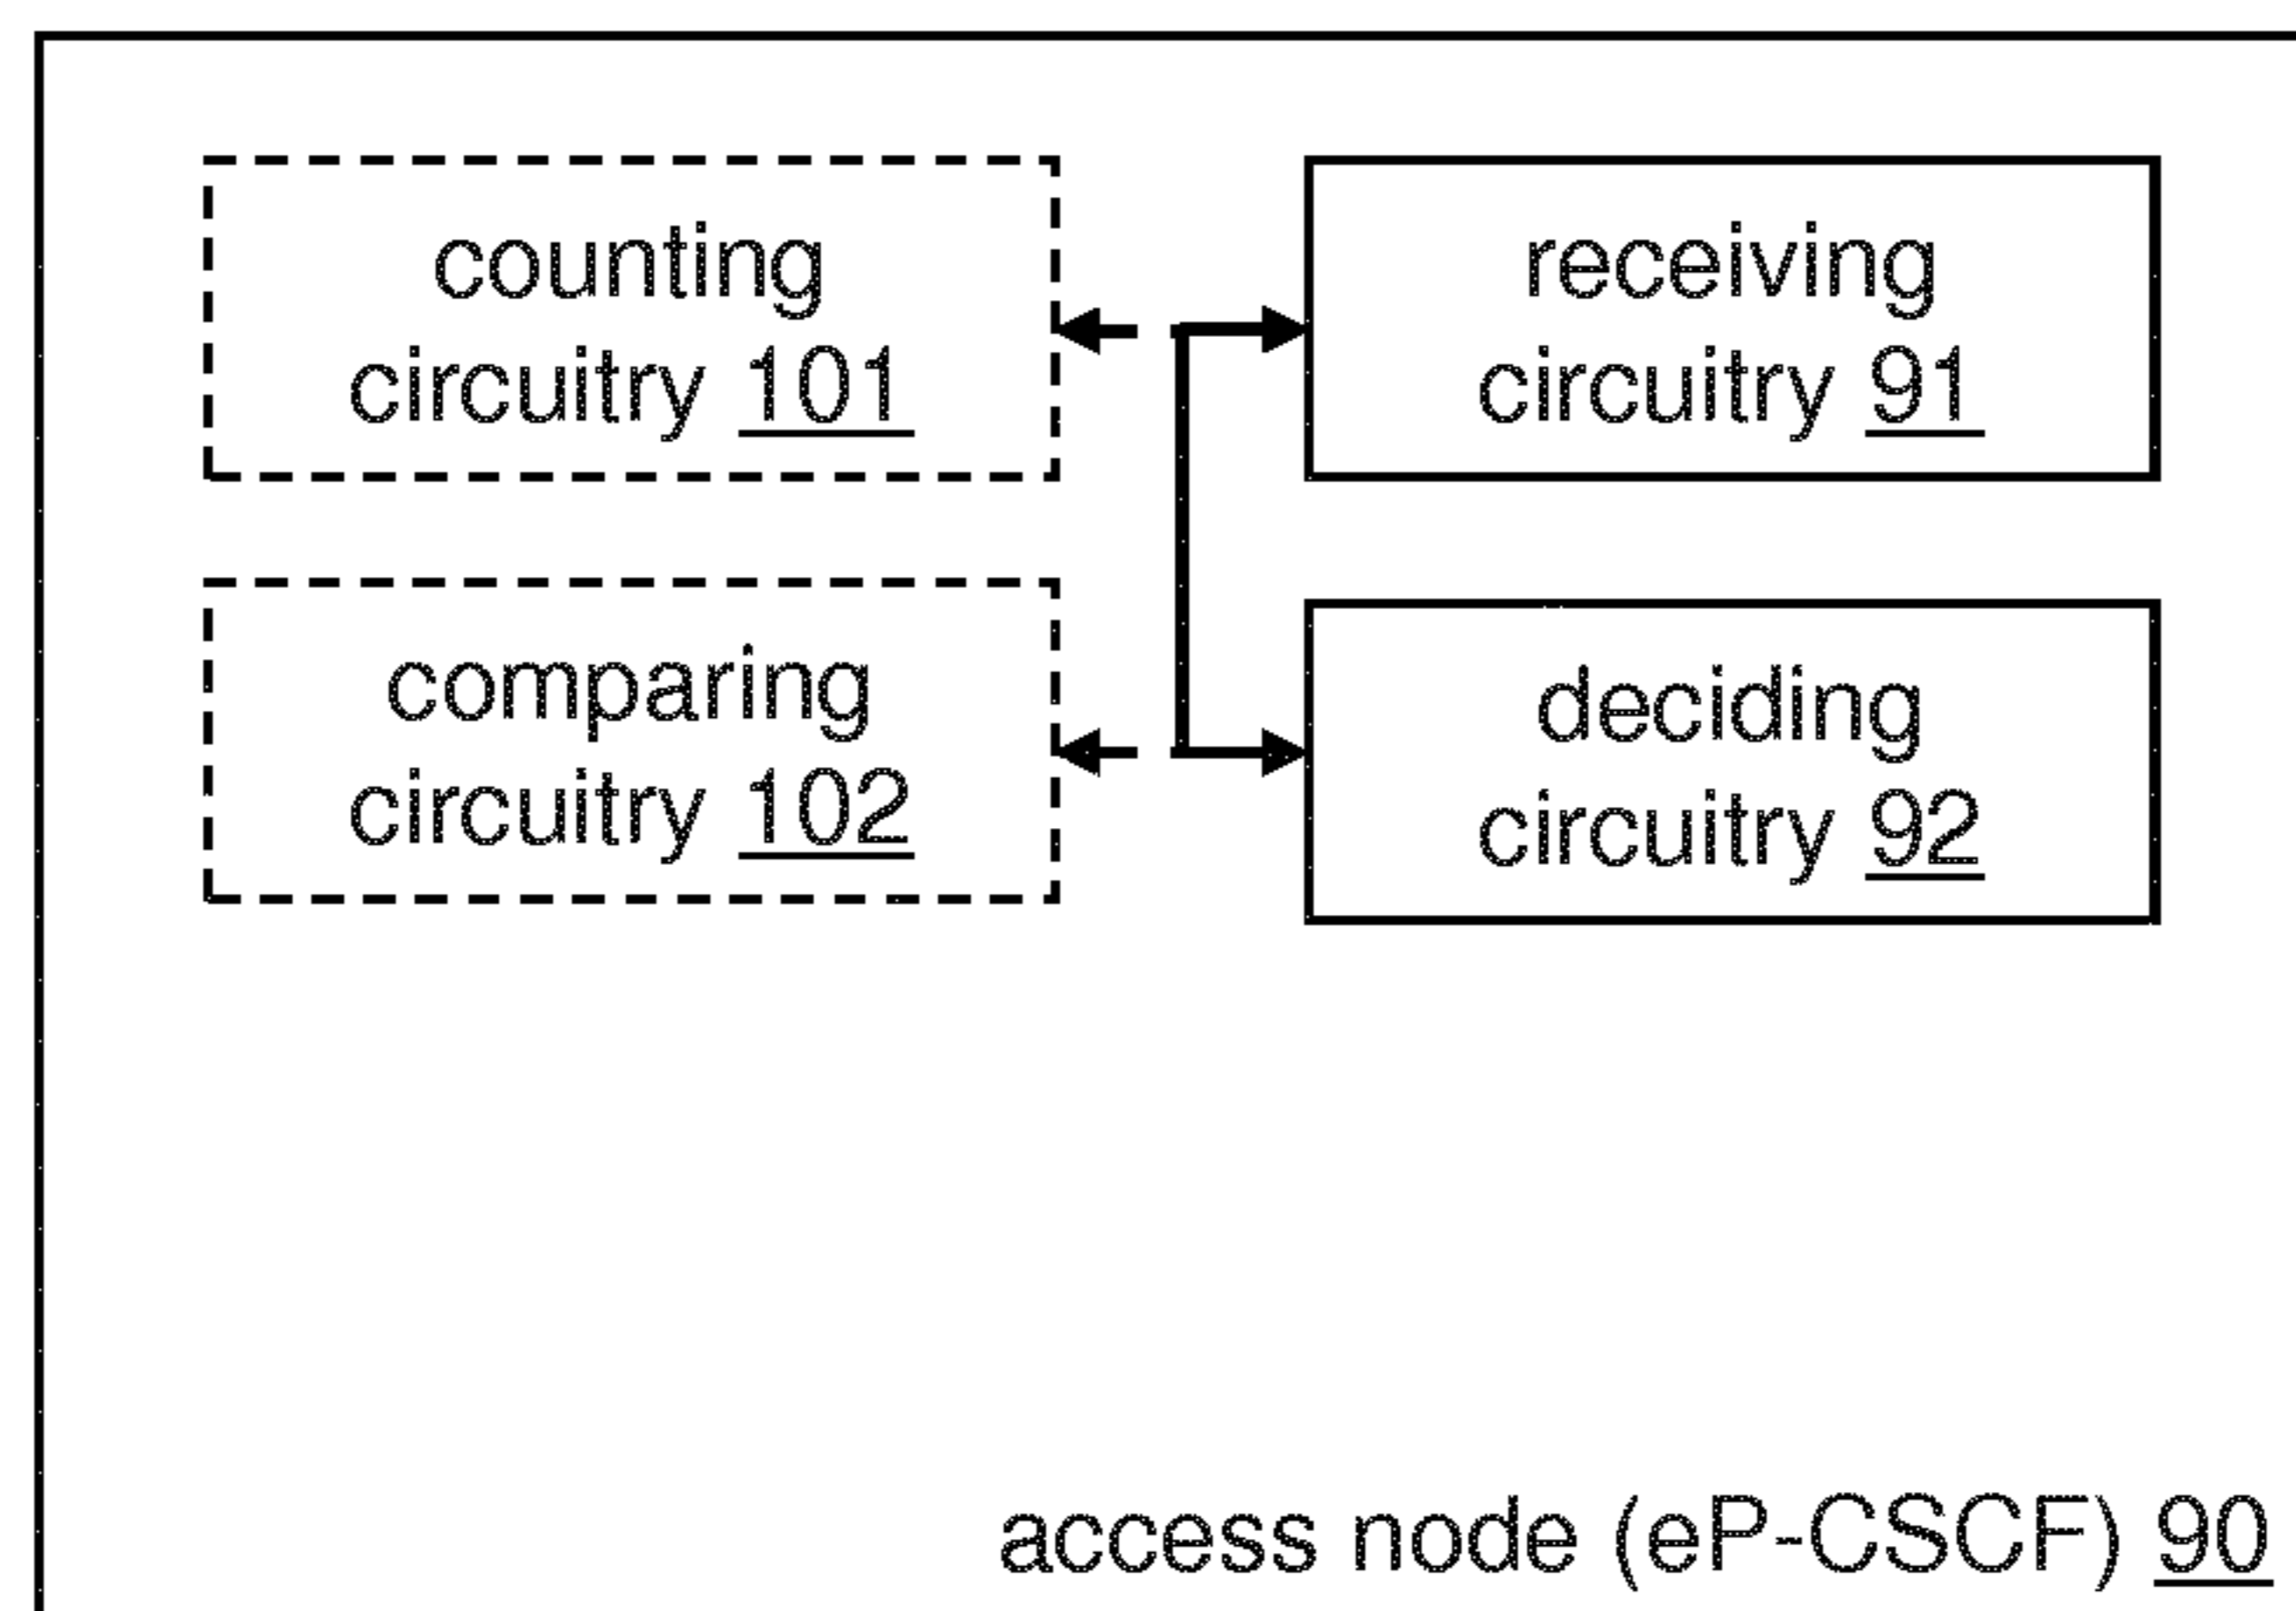 counting
circuitry 101
receiving
circuitry 91
comparing
circuitry 102
deciding
circuitry 92
access node (eP-CSCF) 90